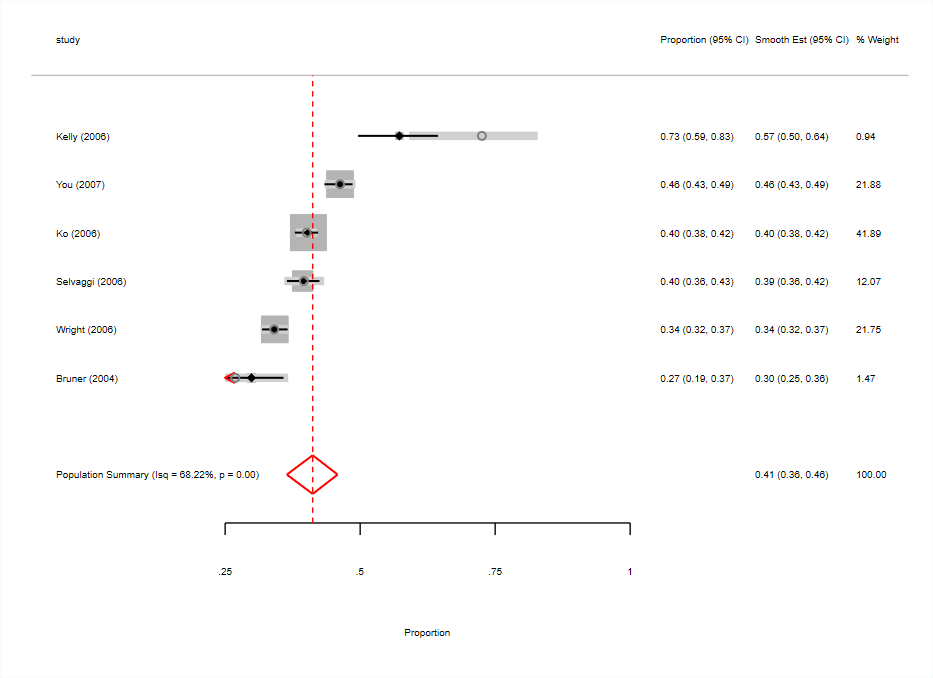 study Proportion (95% CI) Smooth Est (95% CI) % Weight
Kelly (2006) 0.73 (0.59, 0.83) 0.57 (0.50, 0.64) 0.94
You (2007) 0.46 (0.43, 0.49) 0.46 (0.43, 0.49) 21.88
Ko (2006) 0.40 (0.38, 0.42) 0.40 (0.38, 0.42) 41.89
Selvaggi (2006) 0.40 (0.36, 0.43) 0.39 (0.36, 0.42) 12.07
Wright (2006) 0.34 (0.32, 0.37) 0.34 (0.32, 0.37) 21.75
Bruner (2004) 0.27 (0.19, 0.37) 0.30 (0.25, 0.36) 1.47
Population Summary (Isq = 68.22%, p = 0.00) 0.41 (0.36, 0.46) 100.00
.25 .5 .75 1
Proportion